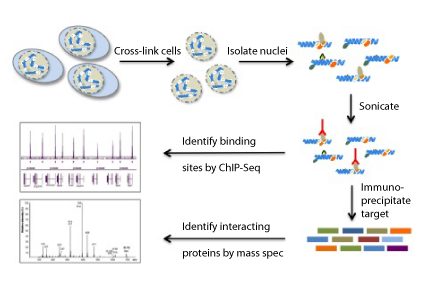 Cross-link cells
Isolate nuclei
Sonicate
Identify binding
sites by ChIP-Seq
Immuno-
precipitate
target
Identify interacting
proteins by mass spec